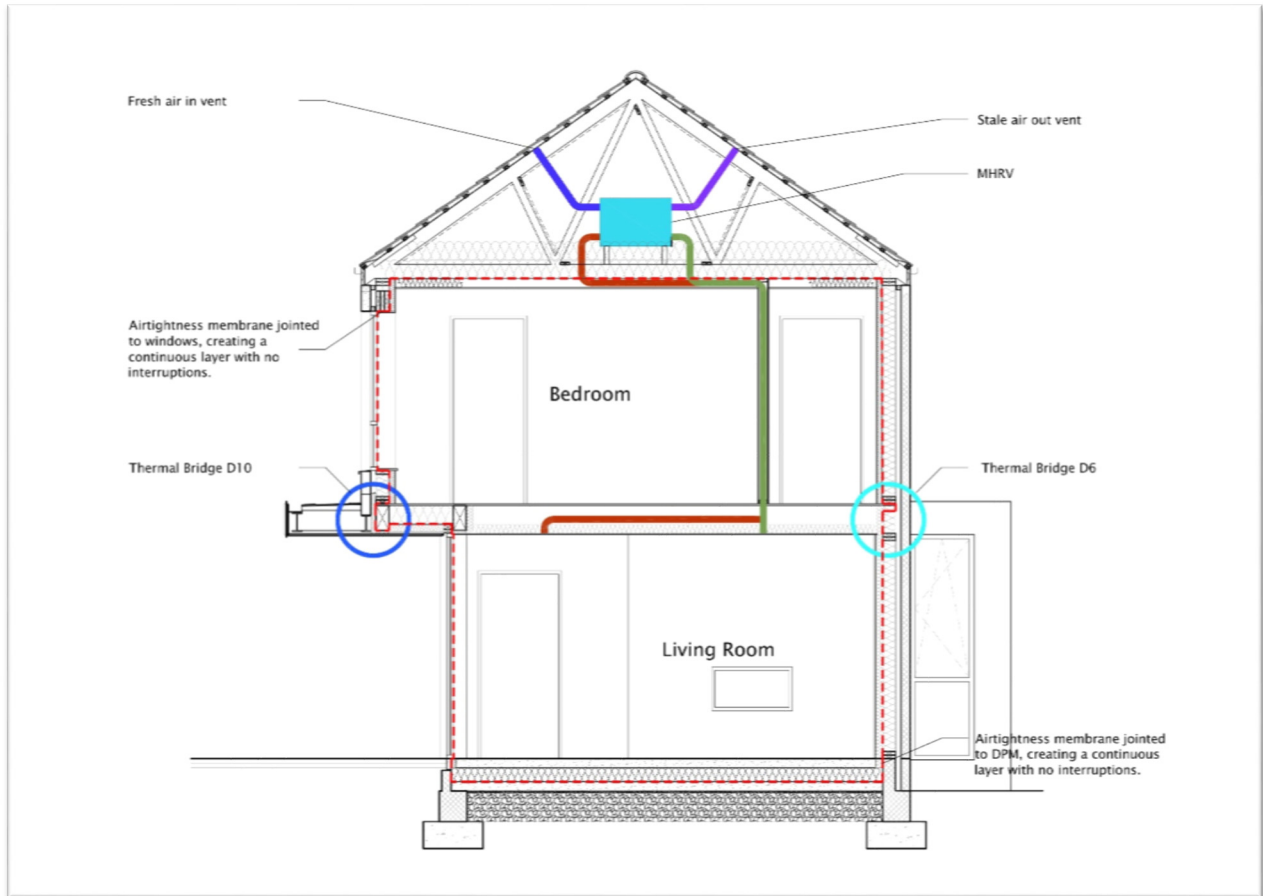 Fresh air in vent
Stale air out vent
MHRV
Airtightness membrane jointed
to windows, creating a
continuous layer with no
interruptions.
Bedroom
Thermal Bridge D10
Thermal Bridge D6
Living Room
Airtightness membrane jointed
to DPM, creating a continuous
layer with no interruptions.